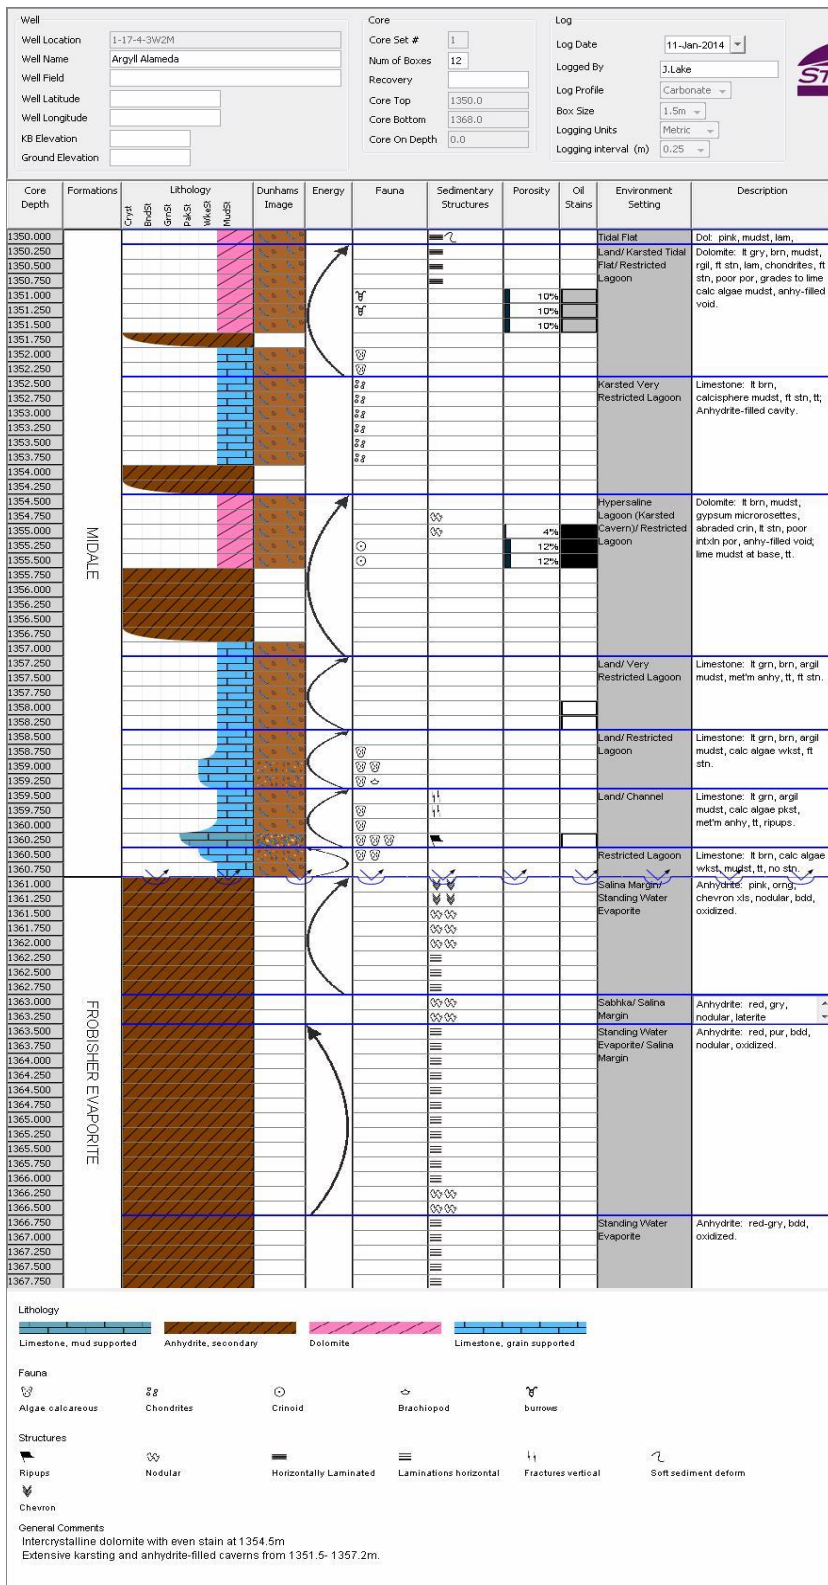 Well
Well Location 1-17-4-3W2M
Well Name Argyll Alameda
Well Field
Well Latitude
Well Longitude
KB Elevation
Ground Elevation
Core
Core Set # 1
Num of Boxes 12
Recovery
Core Top 1350.0
Core Bottom 1368.0
Core On Depth 0.0
Log
Log Date 11-Jan-2014
Logged By J.Lake
Log Profile Carbonate
Box Size 1.5m
Logging Units Metric
Logging interval (m) 0.25
ST
Core Depth Formations Lithology Dunhams Image Energy Fauna Sedimentary Structures Porosity Oil Stains Environment Setting Description
Cryst BndSt GrnSt PakSt WkeSt MudSt
1350.000 Tidal Flat Dol: pink, mudst, lam,
1350.250 Land/ Karsted Tidal Dolomite: lt gry, brn, mudst,
1350.500 Flat/ Restricted rgil, ft stn, lam, chondrites, ft
1350.750 Lagoon stn, poor por, grades to lime
1351.000 10% calc algae mudst, anhy-filled
1351.250 10% void.
1351.500 10%
1351.750
1352.000
1352.250
1352.500 Karsted Very Limestone: lt brn,
1352.750 Restricted Lagoon calcisphere mudst, ft stn, tt;
1353.000 Anhydrite-filled cavity.
1353.250
1353.500
1353.750
1354.000
1354.250
1354.500 Hypersaline Dolomite: lt brn, mudst,
1354.750 Lagoon (Karsted gypsum microrosettes,
1355.000 4% Cavern)/ Restricted abraded crin, lt stn, poor
1355.250 12% Lagoon intxln por, anhy-filled void;
1355.500 12% lime mudst at base, tt.
1355.750
1356.000
1356.250
1356.500
1356.750
1357.000
MIDALE
1357.250 Land/ Very Limestone: lt grn, brn, argil
1357.500 Restricted Lagoon mudst, met'm anhy, tt, ft stn.
1357.750
1358.000
1358.250
1358.500 Land/ Restricted Limestone: lt grn, brn, argil
1358.750 Lagoon mudst, calc algae wkst, ft
1359.000 stn.
1359.250
1359.500 Land/ Channel Limestone: lt grn, argil
1359.750 mudst, calc algae pkst,
1360.000 met'm anhy, tt, ripups.
1360.250
1360.500 Restricted Lagoon Limestone: lt brn, calc algae
1360.750 wkst, mudst, tt, no stn.
1361.000 Salina Margin/ Anhydrite: pink, orng,
1361.250 Standing Water chevron xls, nodular, bdd,
1361.500 Evaporite oxidized.
1361.750
1362.000
1362.250
1362.500
1362.750
1363.000 Sabhka/ Salina Anhydrite: red, gry,
1363.250 Margin nodular, laterite
1363.500 Standing Water Anhydrite: red, pur, bdd,
1363.750 Evaporite/ Salina nodular, oxidized.
1364.000 Margin
1364.250
1364.500
1364.750
1365.000
1365.250
1365.500
1365.750
1366.000
1366.250
1366.500
FROBISHER EVAPORITE
1366.750 Standing Water Anhydrite: red-gry, bdd,
1367.000 Evaporite oxidized.
1367.250
1367.500
1367.750
Lithology
Limestone, mud supported Anhydrite, secondary Dolomite Limestone, grain supported
Fauna
Algae calcareous Chondrites Crinoid Brachiopod burrows
Structures
Ripups Nodular Horizontally Laminated Laminations horizontal Fractures vertical Soft sediment deform
Chevron
General Comments
Intercrystalline dolomite with even stain at 1354.5m
Extensive karsting and anhydrite-filled caverns from 1351.5- 1357.2m.